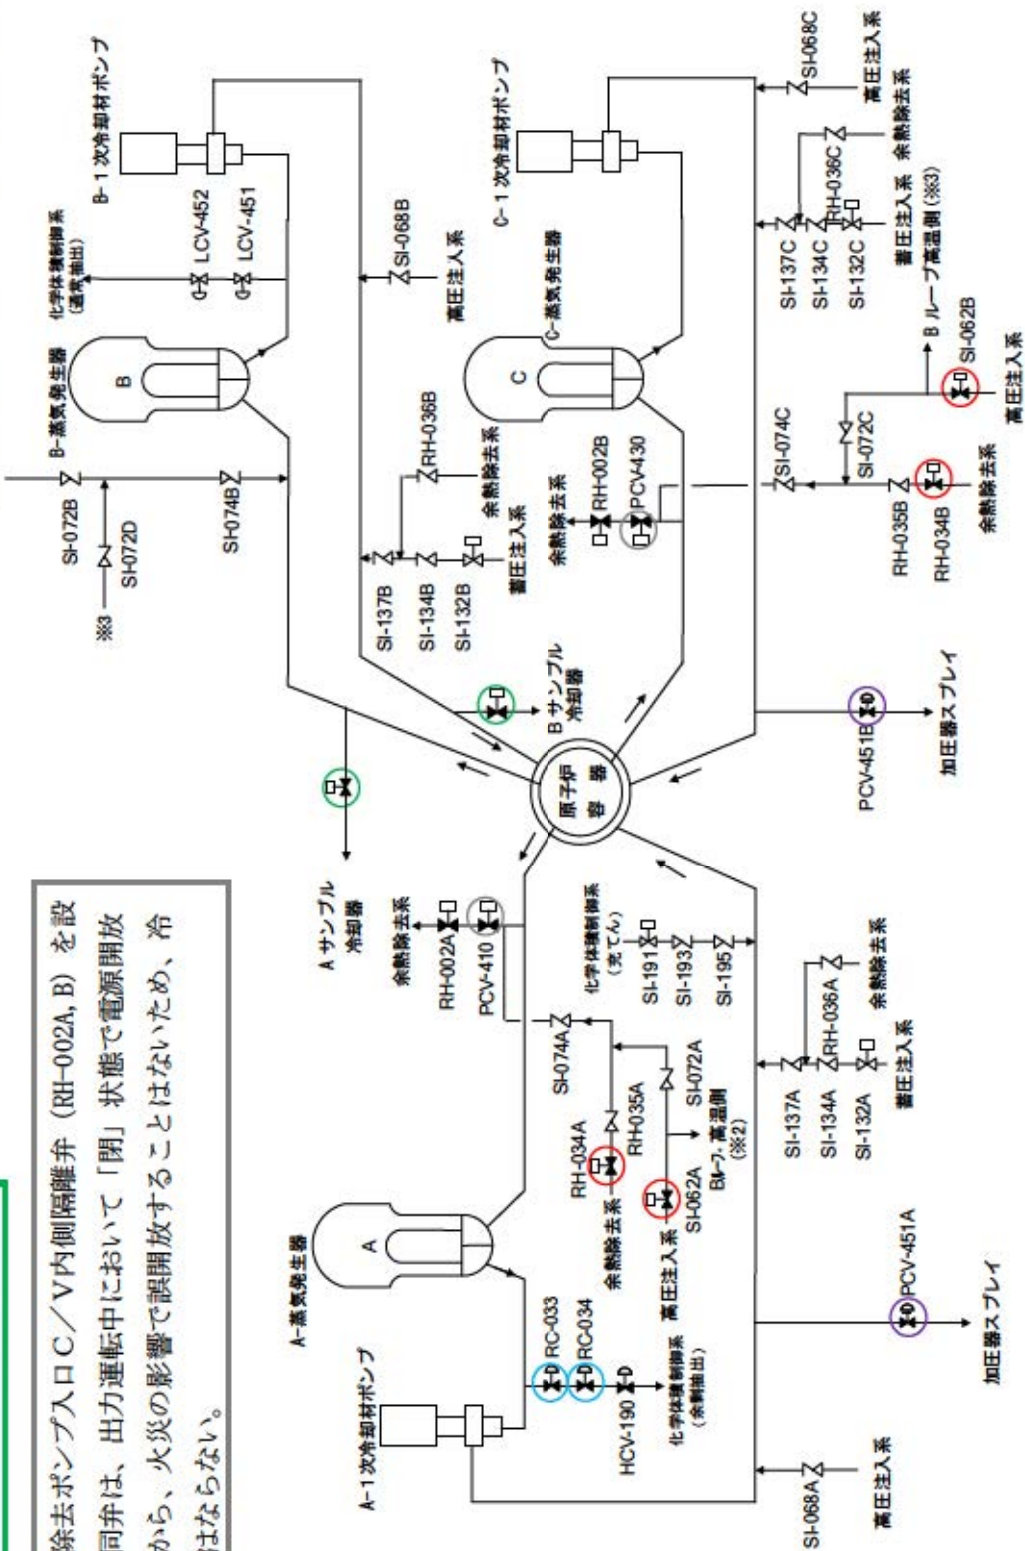 除去ポンプ入口C／V内側隔離弁（RH-002A, B）を設
同弁は、出力運転中において「閉」状態で電源開放
から、火災の影響で誤開放することはないため、冷
はならない。
A-1次冷却材ポンプ
A-蒸気発生器
A
RC-033
RC-034
HCV-190
化学体積制御系
（余剰抽出）
SI-068A
高圧注入系
PCV-451A
加圧器スプレイ
RH-034A
余熱除去系
RH-035A
SI-062A
高圧注入系
SI-072A
Bループ高温側
(※2)
SI-074A
余熱除去系
RH-002A
PCV-410
A サンプル
冷却器
化学体積制御系
（充てん）
SI-191
SI-193
SI-195
SI-137A
SI-134A
SI-132A
RH-036A
余熱除去系
蓄圧注入系
原子炉
容　器
B サンプル
冷却器
PCV-451B
加圧器スプレイ
※3
SI-072B
SI-072D
SI-074B
B-蒸気発生器
B
化学体積制御系
(通常抽出)
LCV-452
LCV-451
B-1次冷却材ポンプ
SI-068B
高圧注入系
SI-137B
SI-134B
SI-132B
RH-036B
余熱除去系
蓄圧注入系
C-蒸気発生器
C
C-1次冷却材ポンプ
余熱除去系
RH-002B
PCV-430
SI-074C
SI-072C
RH-035B
RH-034B
余熱除去系
SI-062B
高圧注入系
B ループ高温側(※3)
SI-137C
SI-134C
SI-132C
RH-036C
余熱除去系
蓄圧注入系
SI-068C
高圧注入系